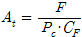 A_t = F / (P_c · C_F)